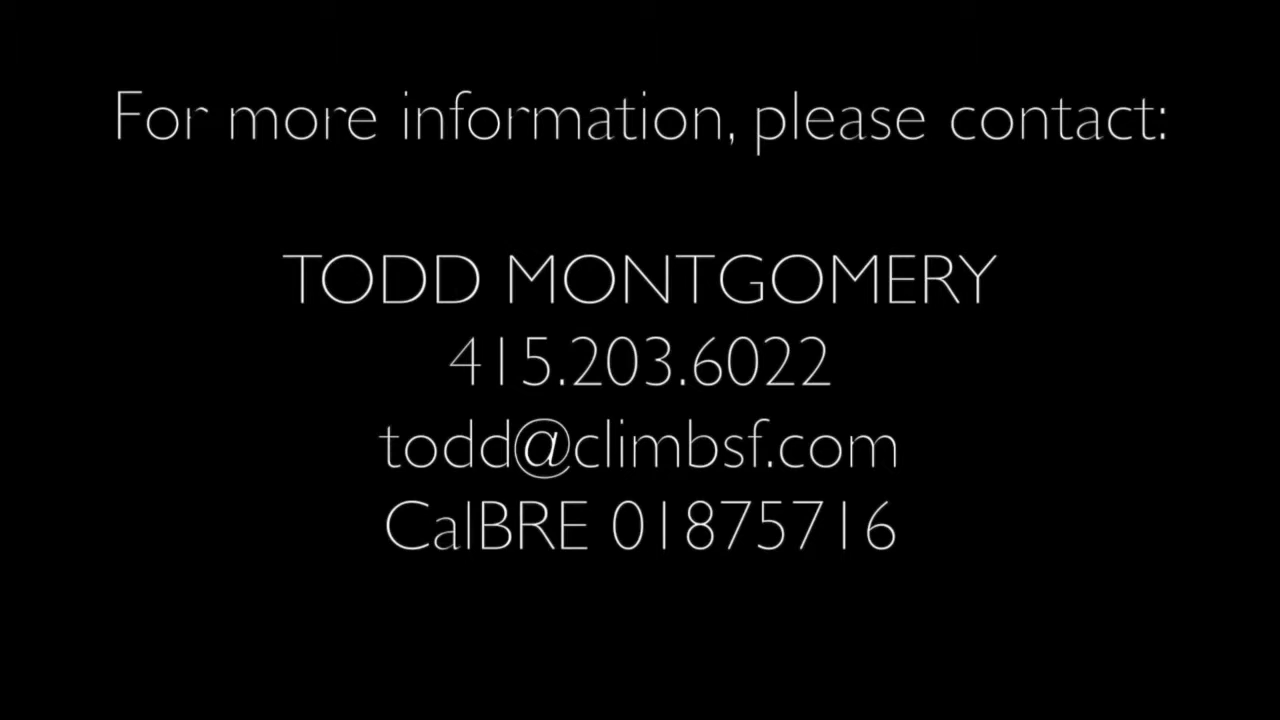 For more information, please contact:
TODD MONTGOMERY
415.203.6022
todd@climbsf.com
CalBRE 01875716